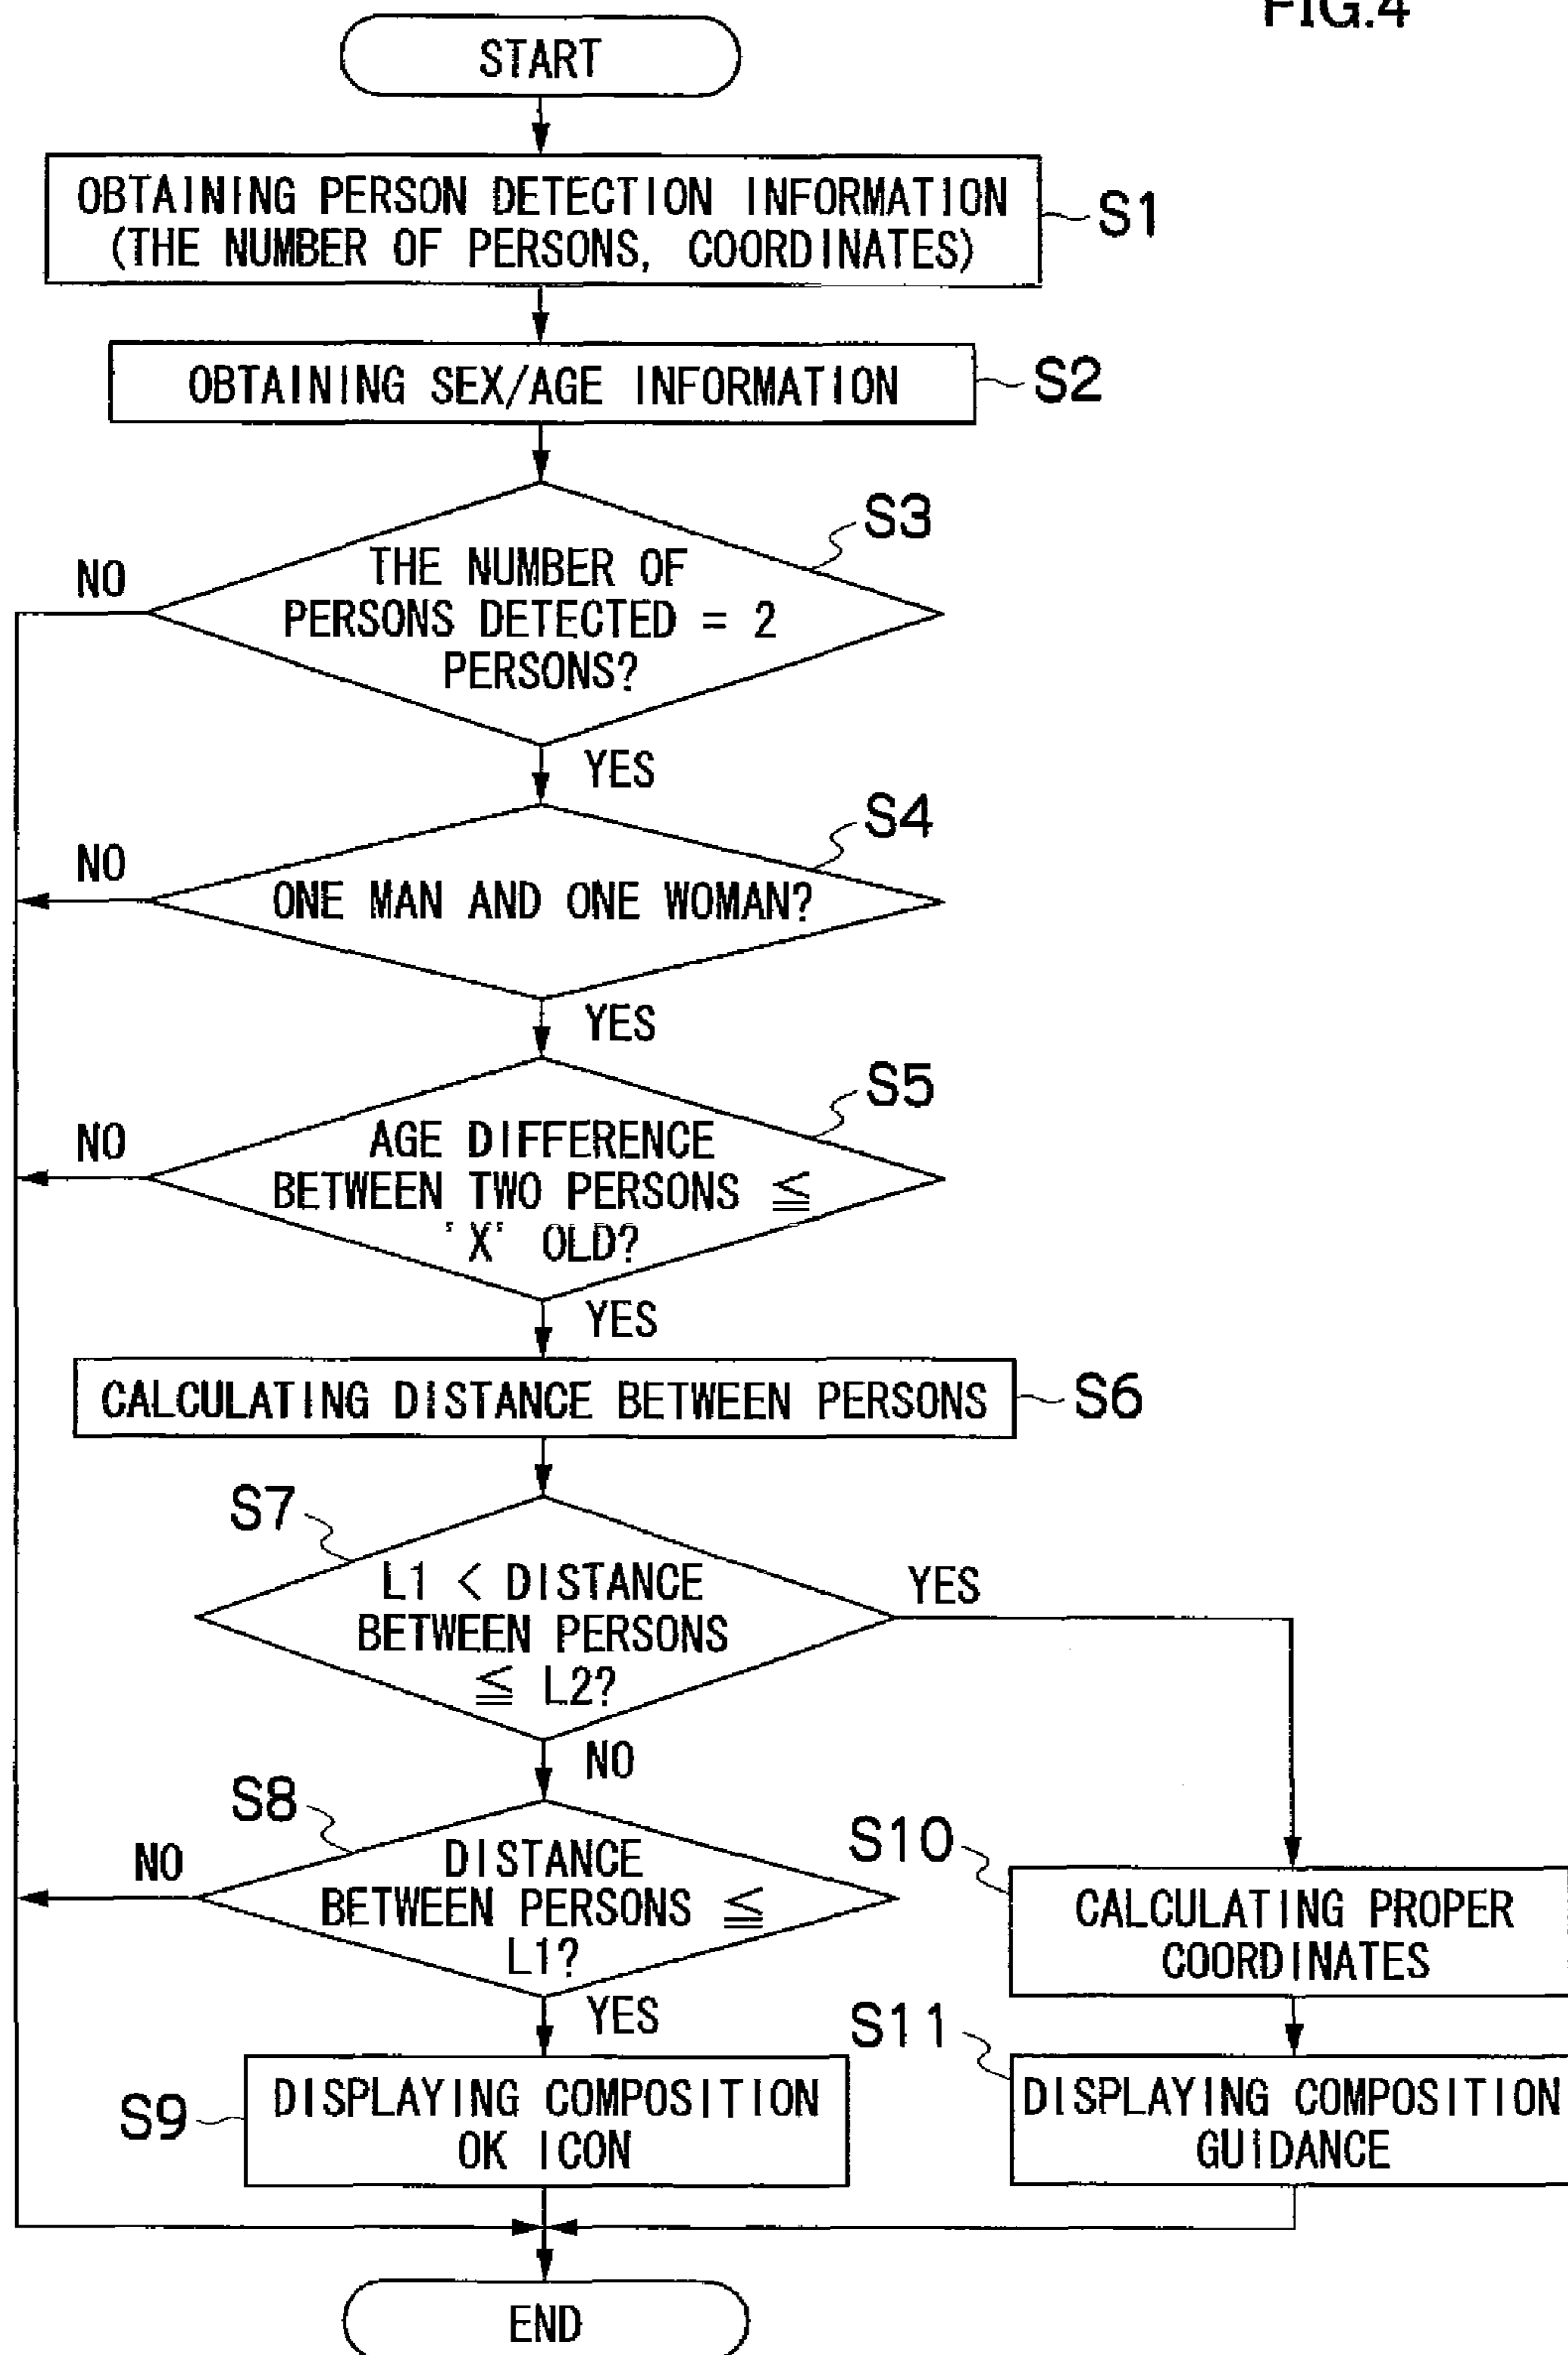 FIG.4
START
OBTAINING PERSON DETECTION INFORMATION
(THE NUMBER OF PERSONS, COORDINATES)
S1
OBTAINING SEX/AGE INFORMATION
S2
S3
THE NUMBER OF
PERSONS DETECTED = 2
PERSONS?
NO
YES
S4
ONE MAN AND ONE WOMAN?
NO
YES
S5
AGE DIFFERENCE
BETWEEN TWO PERSONS ≦
'X' OLD?
NO
YES
CALCULATING DISTANCE BETWEEN PERSONS
S6
S7
L1 < DISTANCE
BETWEEN PERSONS
≦ L2?
YES
NO
S8
DISTANCE
BETWEEN PERSONS ≦
L1?
NO
YES
S10
CALCULATING PROPER
COORDINATES
S9
DISPLAYING COMPOSITION
OK ICON
S11
DISPLAYING COMPOSITION
GUIDANCE
END